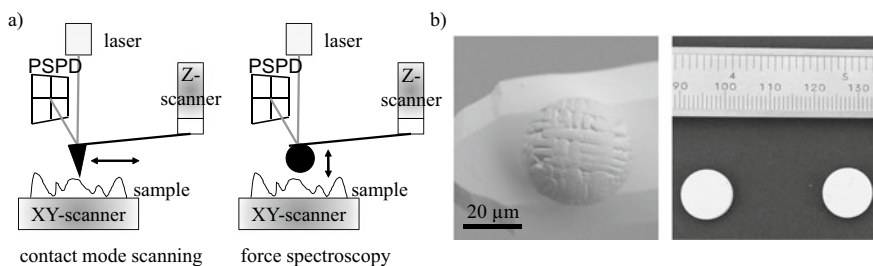 a)
laser
PSPD
Z-
scanner
sample
XY-scanner
contact mode scanning
laser
PSPD
Z-
scanner
sample
XY-scanner
force spectroscopy
b)
20 µm
4 5
90 100 110 120 130